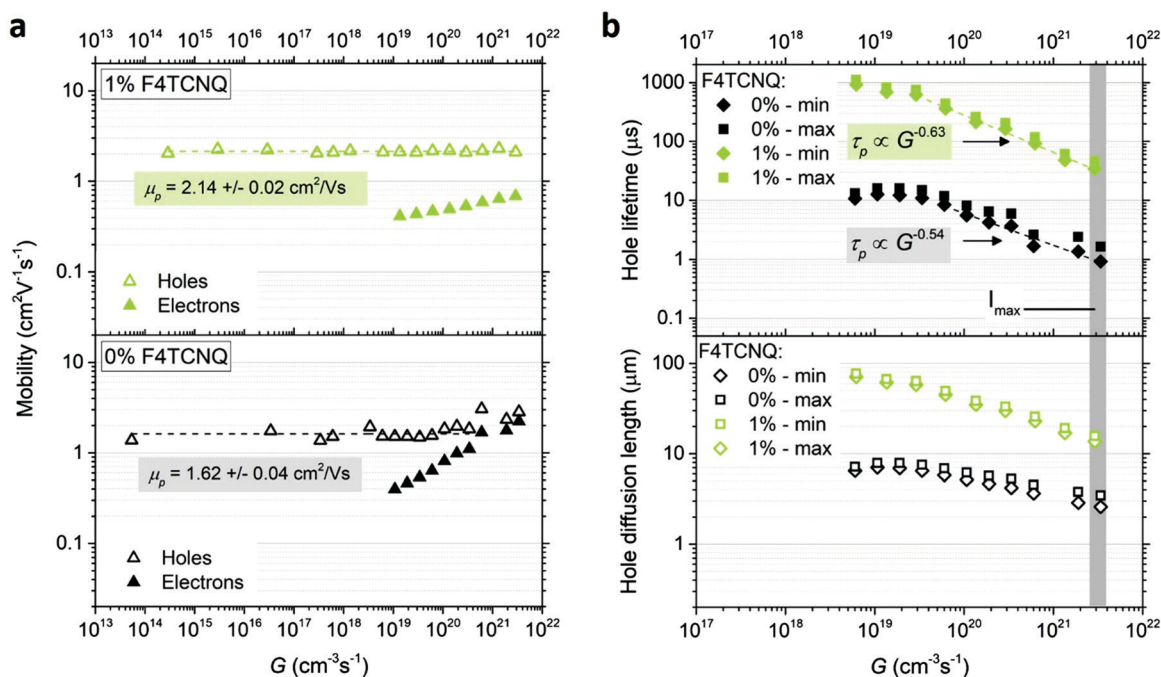 a
10^13 10^14 10^15 10^16 10^17 10^18 10^19 10^20 10^21 10^22
1% F4TCNQ
10
1
0.1
μp = 2.14 +/- 0.02 cm²/Vs
Holes
Electrons
Mobility (cm²V⁻¹s⁻¹)
0% F4TCNQ
10
1
0.1
μp = 1.62 +/- 0.04 cm²/Vs
Holes
Electrons
10^13 10^14 10^15 10^16 10^17 10^18 10^19 10^20 10^21 10^22
G (cm⁻³s⁻¹)
b
10^17 10^18 10^19 10^20 10^21 10^22
Hole lifetime (μs)
1000
100
10
1
0.1
F4TCNQ:
0% - min
0% - max
1% - min
1% - max
τp ∝ G^-0.63
τp ∝ G^-0.54
Imax
Hole diffusion length (μm)
100
10
1
F4TCNQ:
0% - min
0% - max
1% - min
1% - max
10^17 10^18 10^19 10^20 10^21 10^22
G (cm⁻³s⁻¹)